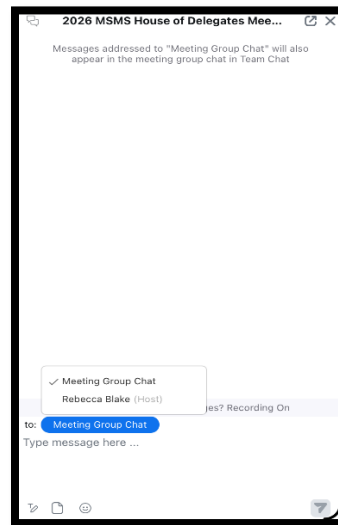 2026 MSMS House of Delegates Mee...
Messages addressed to "Meeting Group Chat" will also
appear in the meeting group chat in Team Chat
Meeting Group Chat
Rebecca Blake (Host)
ges? Recording On
to: Meeting Group Chat
Type message here ...